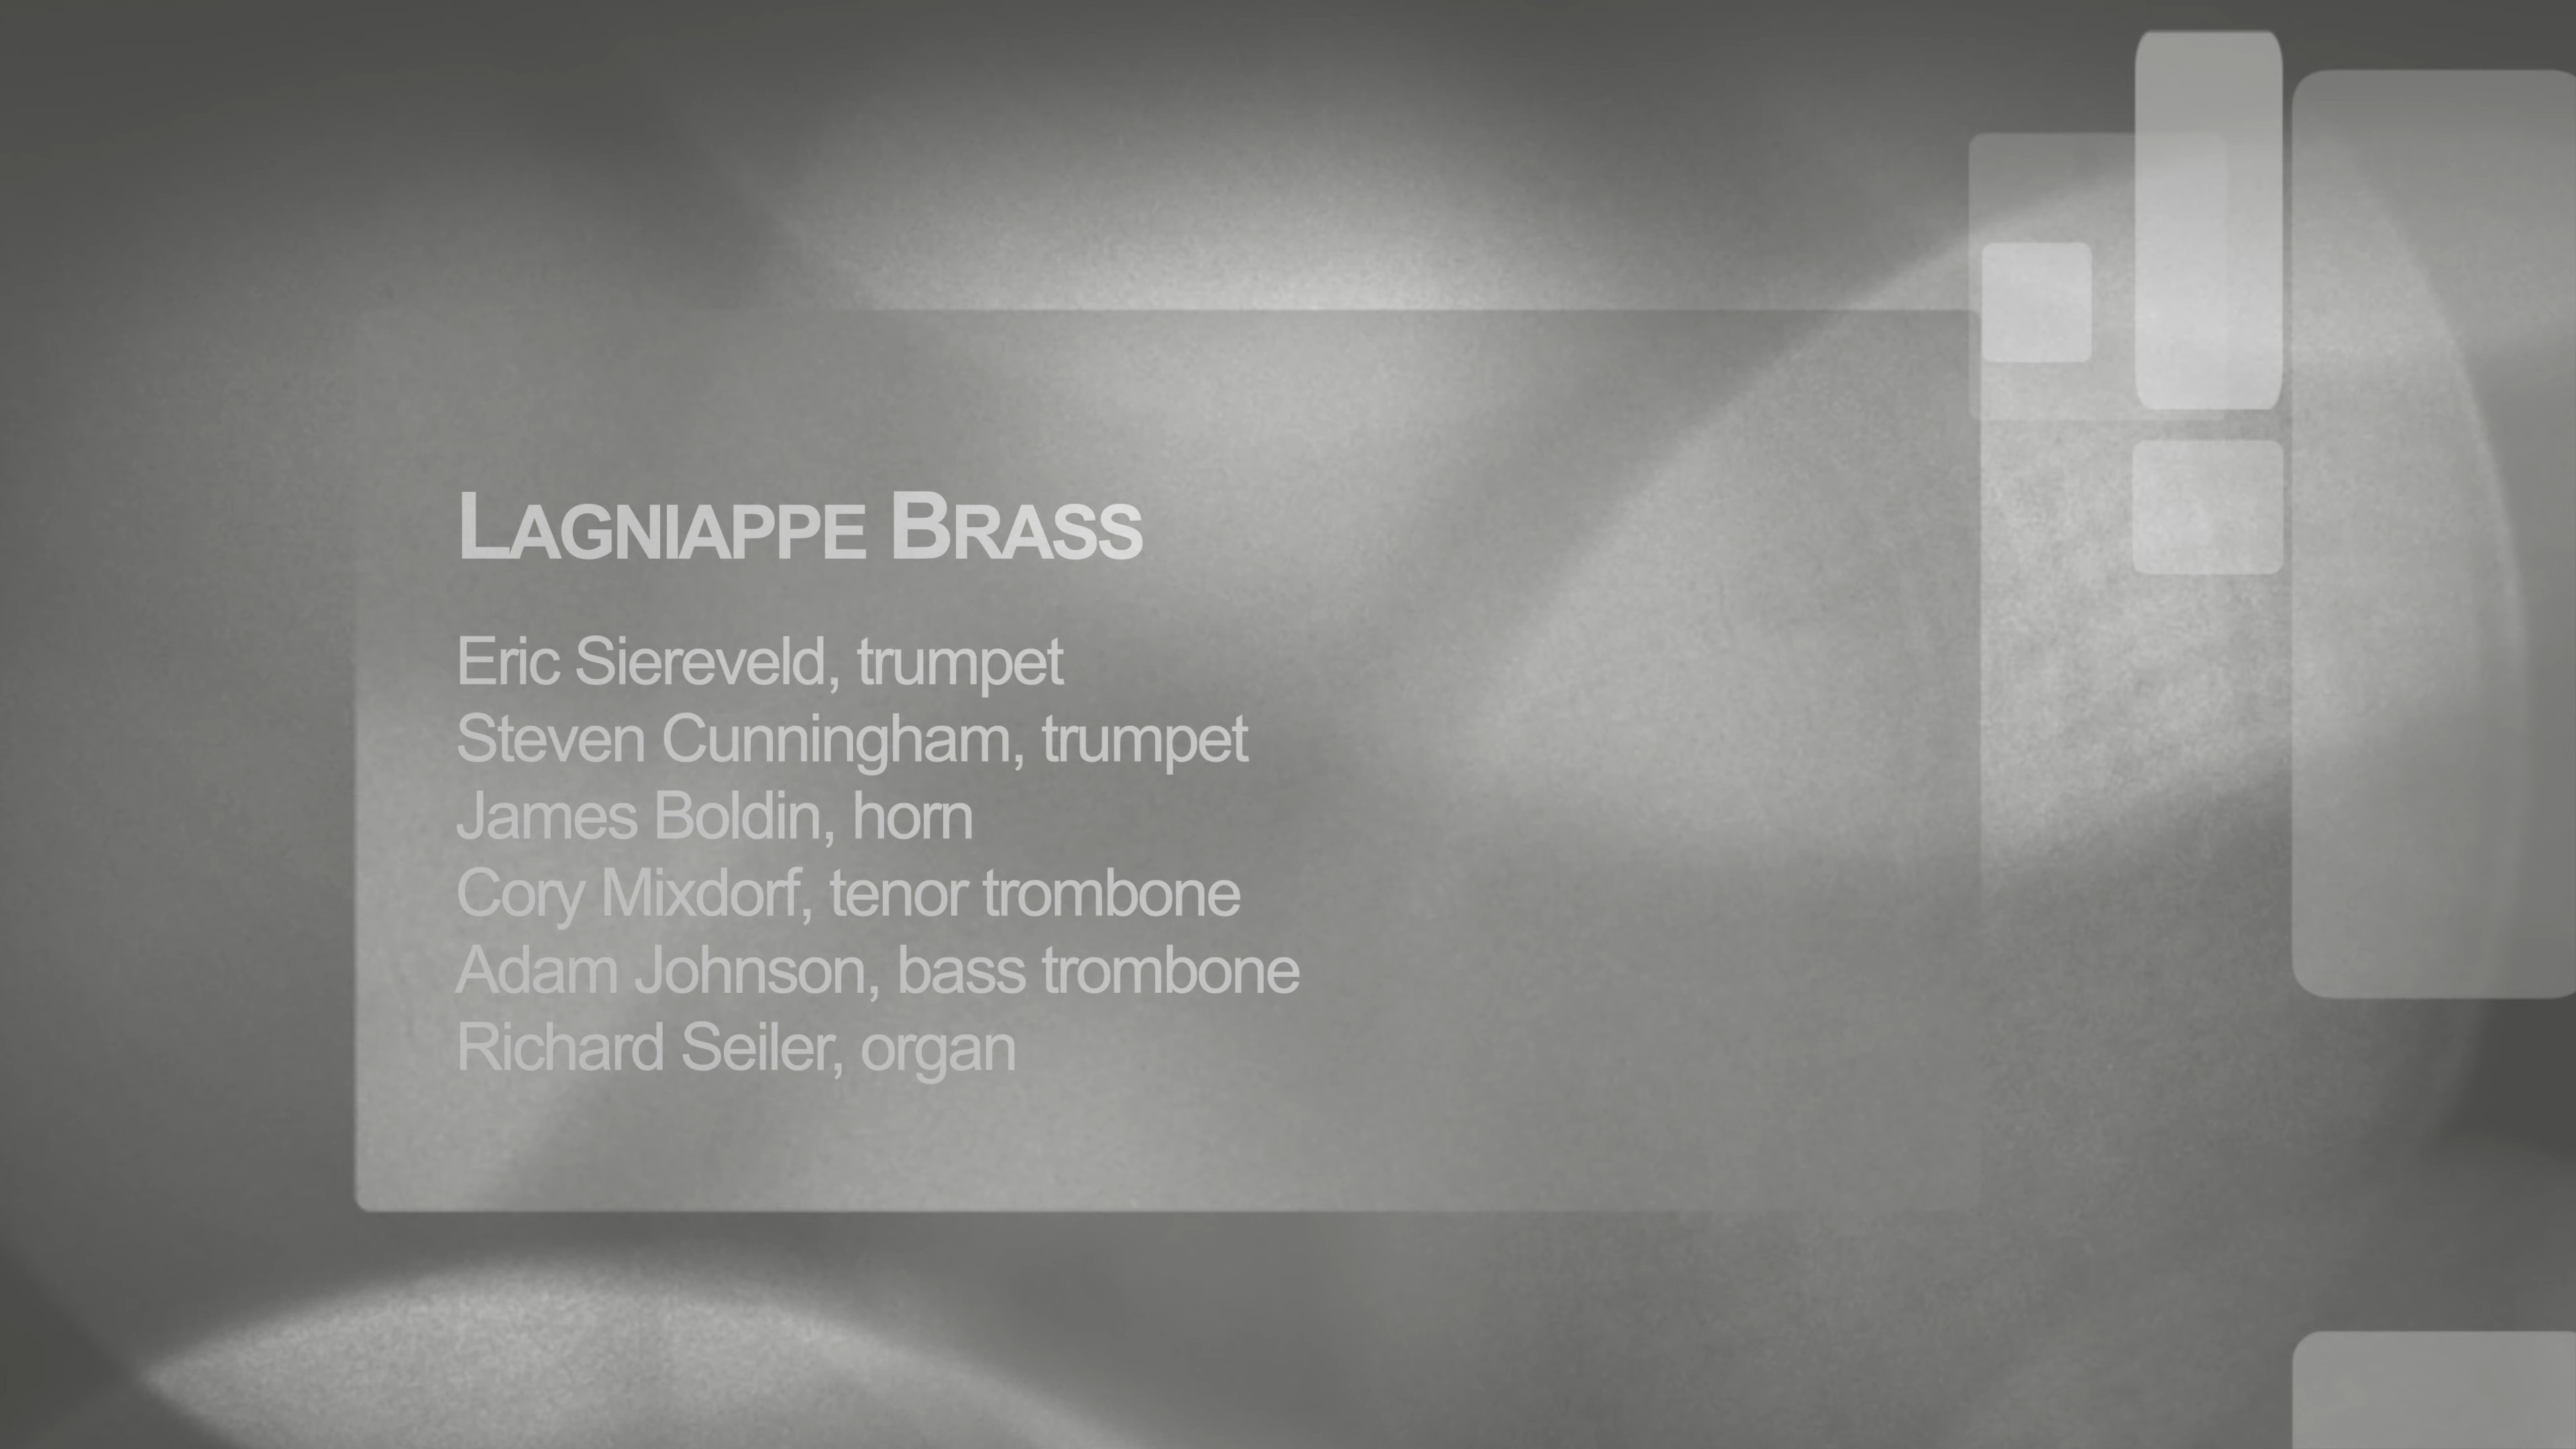 LAGNIAPPE BRASS
Eric Siereveld, trumpet
Steven Cunningham, trumpet
James Boldin, horn
Cory Mixdorf, tenor trombone
Adam Johnson, bass trombone
Richard Seiler, organ